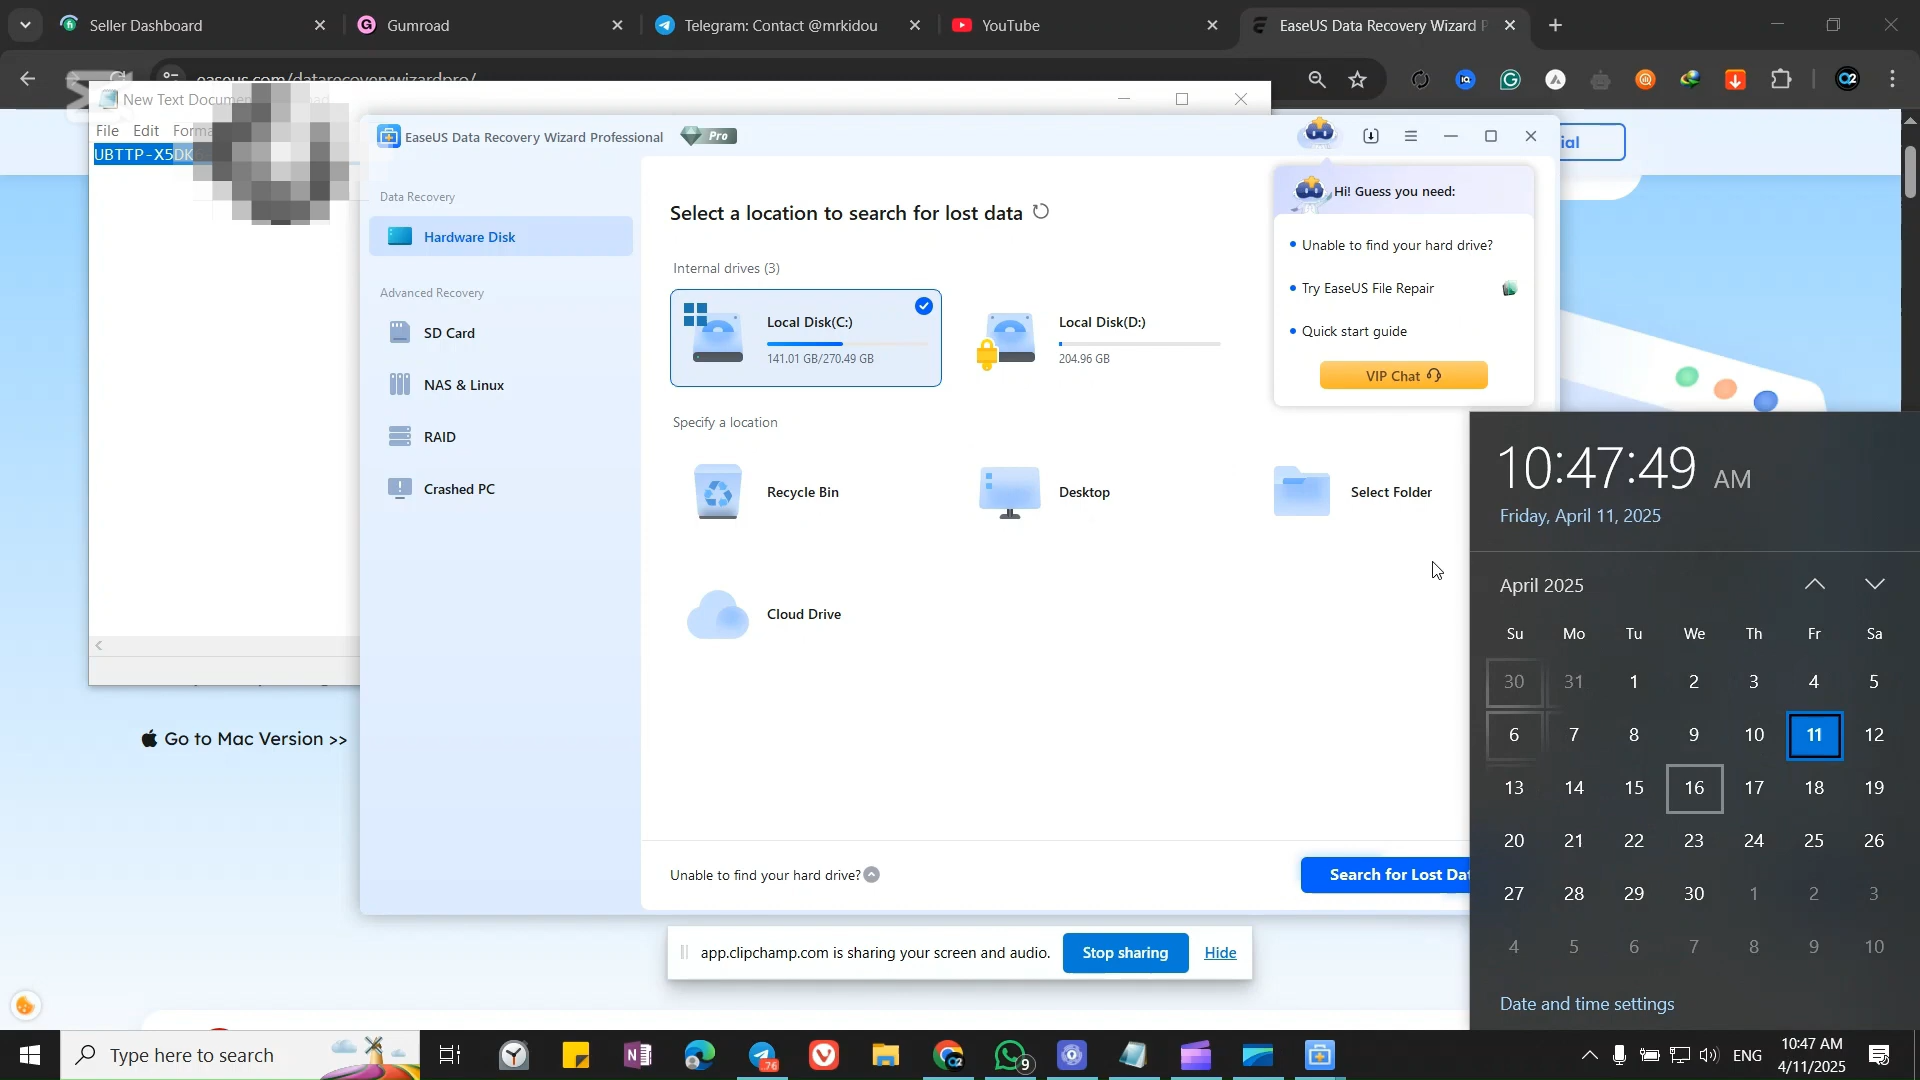 Seller Dashboard
Gumroad
Telegram: Contact @mrkidou
YouTube
EaseUS Data Recovery Wizard P
easeus.com/datarecoverywizardpro/
New Text Documen
File Edit Forma
UBTTP-X5DK
EaseUS Data Recovery Wizard Professional
Pro
ial
Data Recovery
Hardware Disk
Advanced Recovery
SD Card
NAS & Linux
RAID
Crashed PC
Select a location to search for lost data
Internal drives (3)
Local Disk(C:)
141.01 GB/270.49 GB
Local Disk(D:)
204.96 GB
Specify a location
Recycle Bin
Desktop
Select Folder
Cloud Drive
Hi! Guess you need:
Unable to find your hard drive?
Try EaseUS File Repair
Quick start guide
VIP Chat
Unable to find your hard drive?
Search for Lost Dat
Go to Mac Version >>
app.clipchamp.com is sharing your screen and audio.
Stop sharing
Hide
10:47:49 AM
Friday, April 11, 2025
April 2025
Su Mo Tu We Th Fr Sa
30 31 1 2 3 4 5
6 7 8 9 10 11 12
13 14 15 16 17 18 19
20 21 22 23 24 25 26
27 28 29 30 1 2 3
4 5 6 7 8 9 10
Date and time settings
Type here to search
76
9
ENG
10:47 AM
4/11/2025